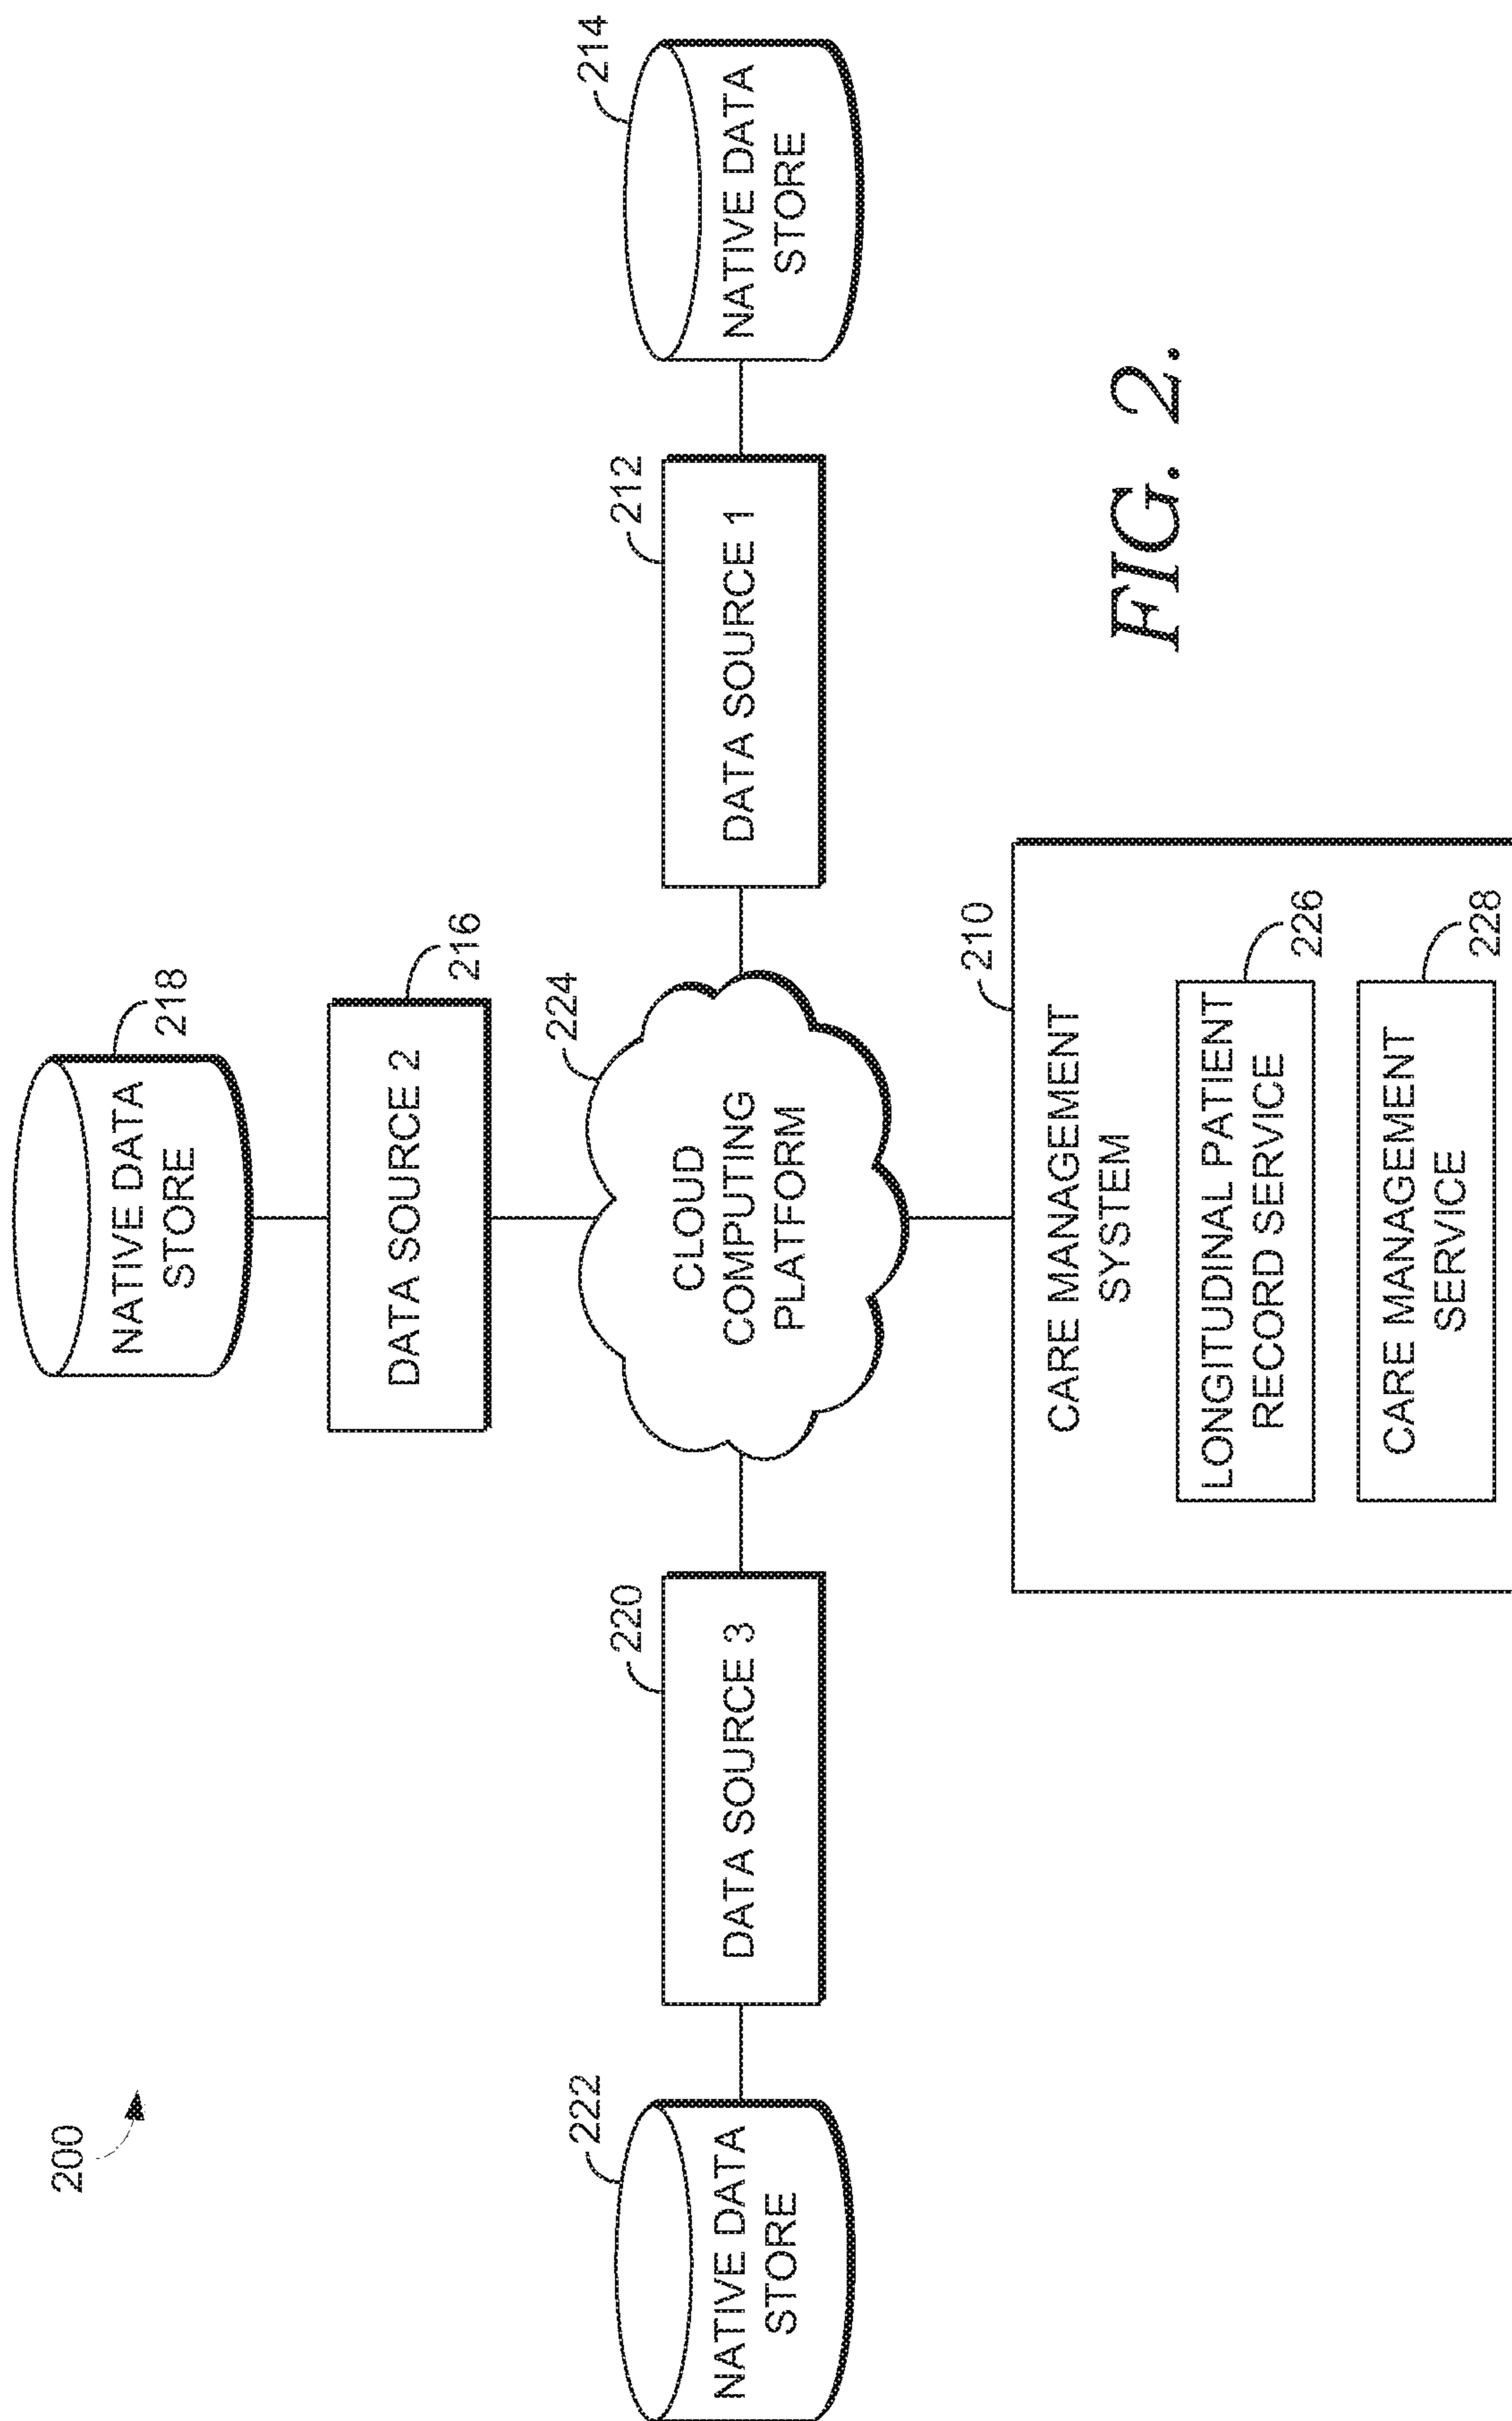 200
218
NATIVE DATA
STORE
216
DATA SOURCE 2
222
NATIVE DATA
STORE
220
DATA SOURCE 3
224
CLOUD
COMPUTING
PLATFORM
212
DATA SOURCE 1
214
NATIVE DATA
STORE
210
CARE MANAGEMENT
SYSTEM
226
LONGITUDINAL PATIENT
RECORD SERVICE
228
CARE MANAGEMENT
SERVICE
FIG. 2.